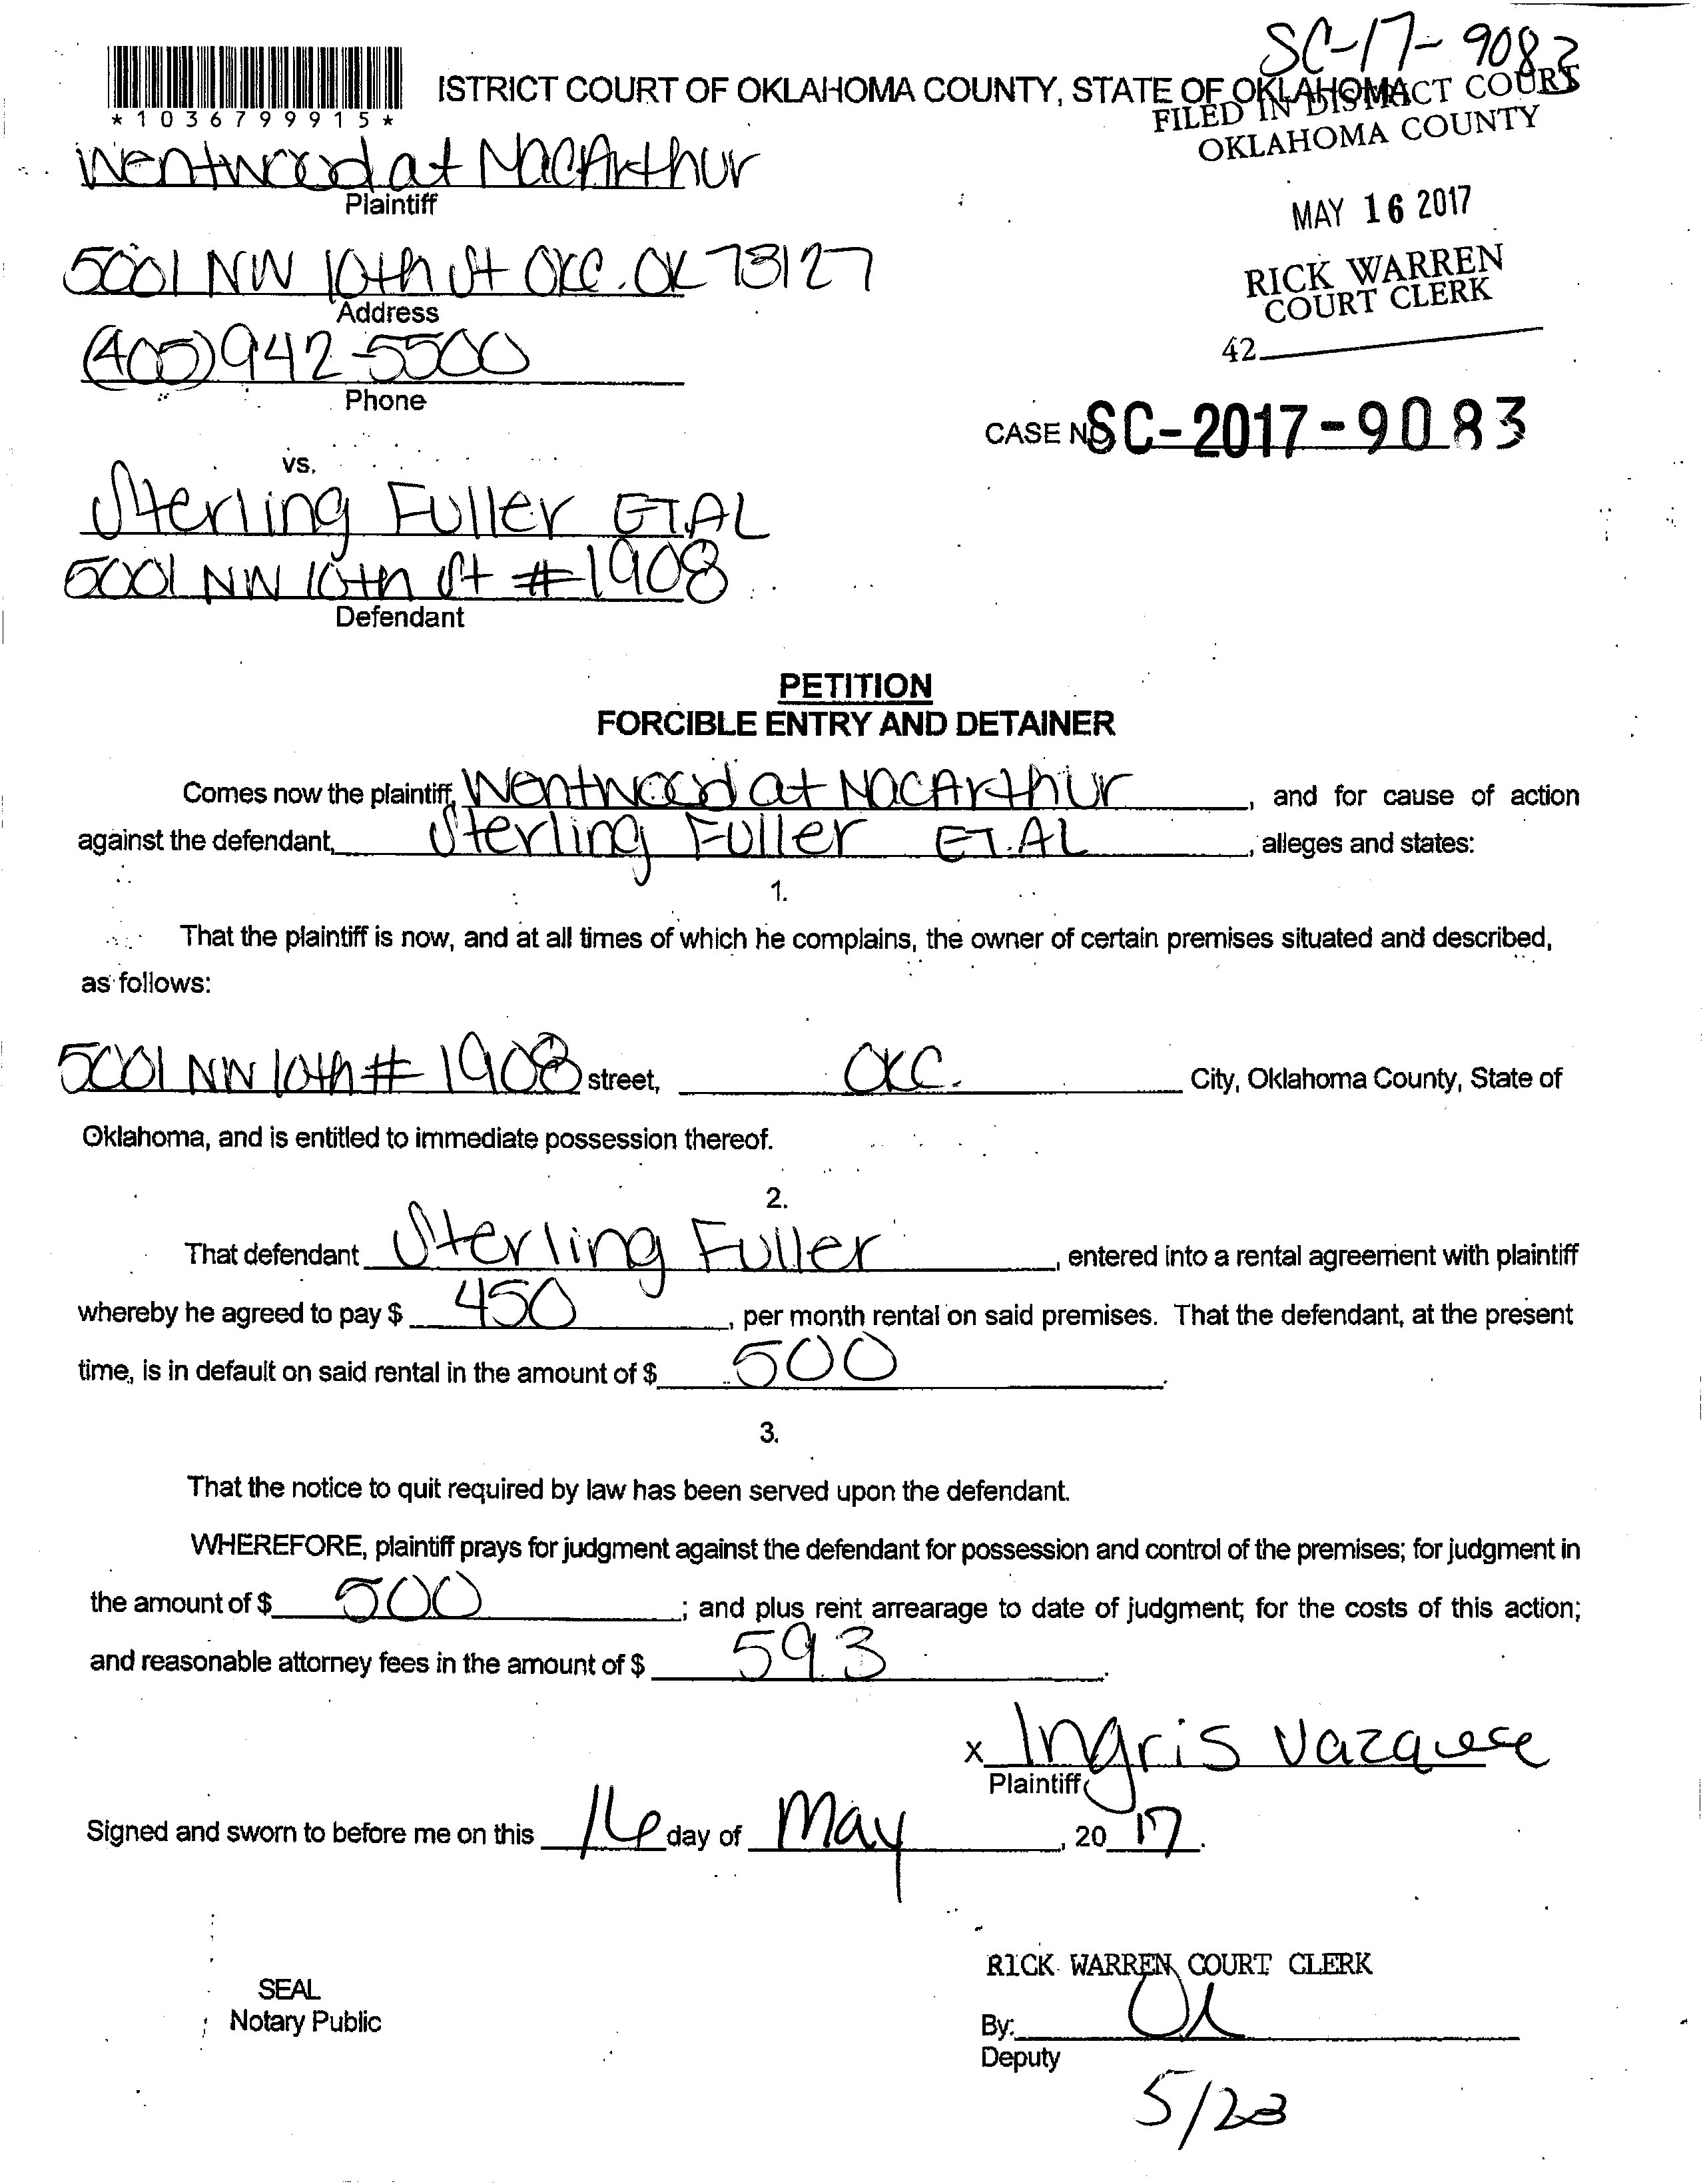 SC-17-9083
ISTRICT COURT OF OKLAHOMA COUNTY, STATE OF OKLAHOMA
*1036799915*
FILED IN DISTRICT COURT
OKLAHOMA COUNTY
Wentwood at MacArthur
Plaintiff
MAY 16 2017
5001 NW 10th St OKC. OK 73127
Address
RICK WARREN
COURT CLERK
(405) 942-5500
Phone
42
CASE NO SC-2017-9083
vs.
Sterling Fuller ET.AL
5001 NW 10th St #1908
Defendant
PETITION
FORCIBLE ENTRY AND DETAINER
Comes now the plaintiff, Wentwood at MacArthur, and for cause of action
against the defendant, Sterling Fuller ET.AL, alleges and states:
1.
That the plaintiff is now, and at all times of which he complains, the owner of certain premises situated and described,
as follows:
5001 NW 10th # 1908 street, OKC. City, Oklahoma County, State of
Oklahoma, and is entitled to immediate possession thereof.
2.
That defendant Sterling Fuller, entered into a rental agreement with plaintiff
whereby he agreed to pay $ 450, per month rental on said premises. That the defendant, at the present
time, is in default on said rental in the amount of $ 500.
3.
That the notice to quit required by law has been served upon the defendant.
WHEREFORE, plaintiff prays for judgment against the defendant for possession and control of the premises; for judgment in
the amount of $ 500; and plus rent arrearage to date of judgment; for the costs of this action;
and reasonable attorney fees in the amount of $ 593.
x Ingris Vazquese
Plaintiff
Signed and sworn to before me on this 16 day of May, 20 17.
RICK WARREN COURT CLERK
SEAL
Notary Public
By:
Deputy
5/23